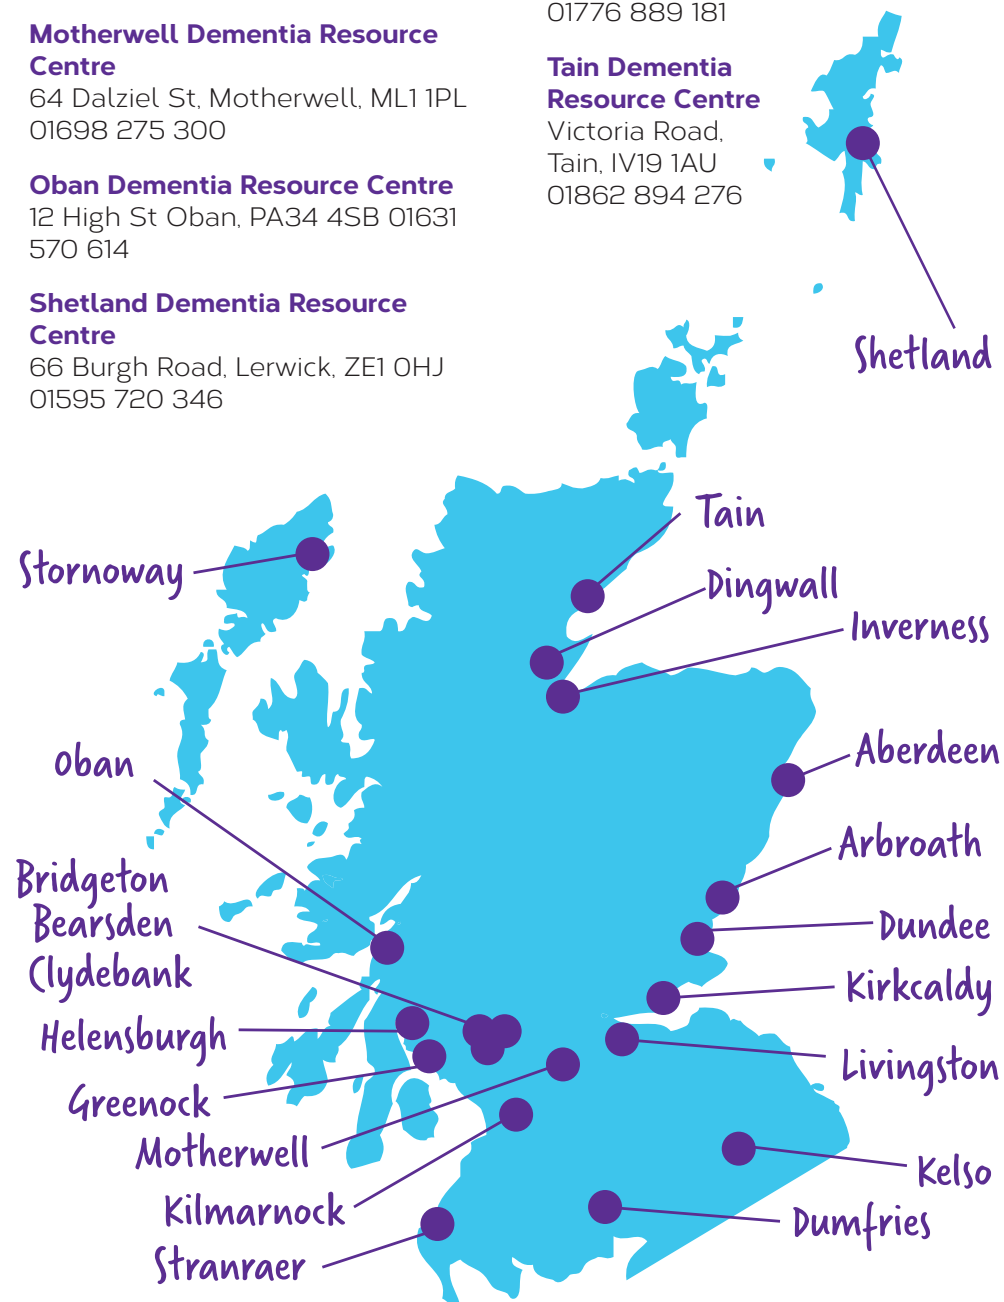 Motherwell Dementia Resource
Centre
64 Dalziel St, Motherwell, ML1 1PL
01698 275 300
Oban Dementia Resource Centre
12 High St Oban, PA34 4SB 01631
570 614
Shetland Dementia Resource
Centre
66 Burgh Road, Lerwick, ZE1 0HJ
01595 720 346
01776 889 181
Tain Dementia
Resource Centre
Victoria Road,
Tain, IV19 1AU
01862 894 276
Shetland
Tain
Stornoway
Dingwall
Inverness
Oban
Aberdeen
Arbroath
Bridgeton
Bearsden
Dundee
Clydebank
Kirkcaldy
Helensburgh
Livingston
Greenock
Motherwell
Kelso
Kilmarnock
Dumfries
Stranraer